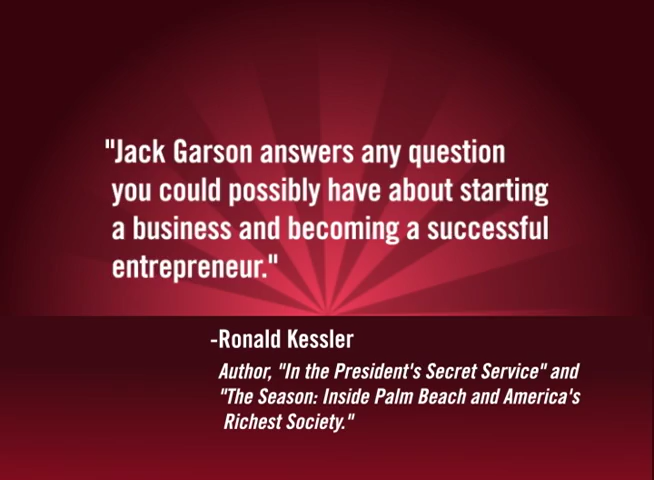 "Jack Garson answers any question
you could possibly have about starting
a business and becoming a successful
entrepreneur."
-Ronald Kessler
Author, "In the President's Secret Service" and
"The Season: Inside Palm Beach and America's
Richest Society."